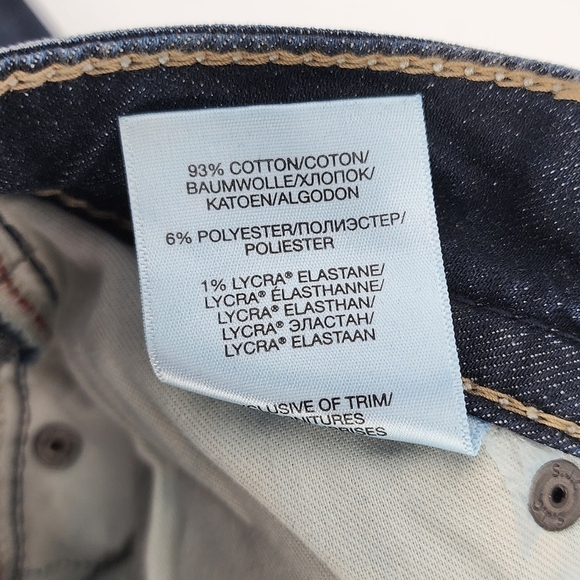 93% COTTON/COTON/
BAUMWOLLE/ХЛОПОК/
KATOEN/ALGODON
6% POLYESTER/ПОЛИЭСТЕР/
POLIESTER
1% LYCRA® ELASTANE/
LYCRA® ÉLASTHANNE/
LYCRA® ELASTHAN/
LYCRA® ЭЛАСТАН/
LYCRA® ELASTAAN
OF TRIM/